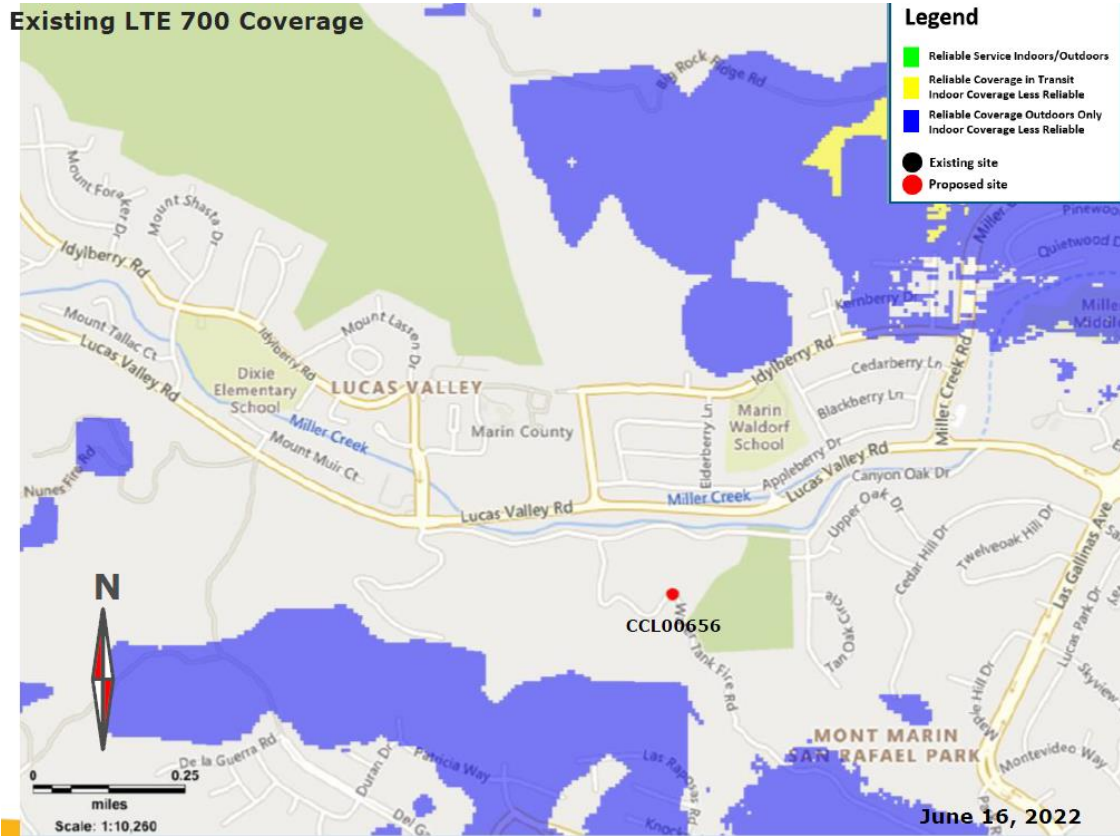 Existing LTE 700 Coverage
Legend
Reliable Service Indoors/Outdoors
Reliable Coverage in Transit
Indoor Coverage Less Reliable
Reliable Coverage Outdoors Only
Indoor Coverage Less Reliable
Existing site
Proposed site
Big Rock Ridge Rd
Mount Foraker Dr
Mount Shasta Dr
Idylberry Rd
Mount Tallac Ct
Lucas Valley Rd
Idylberry Rd
Mount Lassen Dr
Dixie
Elementary
School
LUCAS VALLEY
Miller Creek
Mount Muir Ct
Marin County
Nunes Fire Rd
Lucas Valley Rd
Idylberry Rd
Kernberry Dr
Cedarberry Ln
Blackberry Ln
Elderberry Ln
Marin
Waldorf
School
Appleberry Dr
Miller Creek Rd
Miller Creek
Lucas Valley Rd
Canyon Oak Dr
Upper Oak Dr
Cedar Hill Dr
Twelveoak Hill Dr
Las Gallinas Ave
Tan Oak Circle
Lucas Park Dr
Maple Hill Dr
Skyview
Montevideo Way
MONT MARIN
SAN RAFAEL PARK
CCL00656
Water Tank Fire Rd
De la Guerra Rd
Duran Dr
Patricia Way
Las Raposas Rd
N
0 0.25
miles
Scale: 1:10,260
June 16, 2022